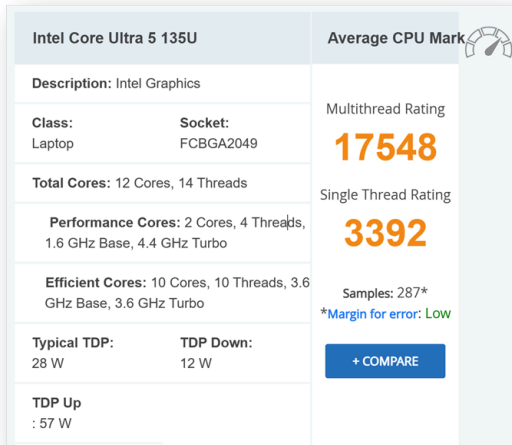 Intel Core Ultra 5 135U
Average CPU Mark
Description: Intel Graphics
Class:
Laptop
Socket:
FCBGA2049
Total Cores: 12 Cores, 14 Threads
Performance Cores: 2 Cores, 4 Threads,
1.6 GHz Base, 4.4 GHz Turbo
Efficient Cores: 10 Cores, 10 Threads, 3.6
GHz Base, 3.6 GHz Turbo
Typical TDP:
28 W
TDP Down:
12 W
TDP Up
: 57 W
Multithread Rating
17548
Single Thread Rating
3392
Samples: 287*
*Margin for error: Low
+ COMPARE